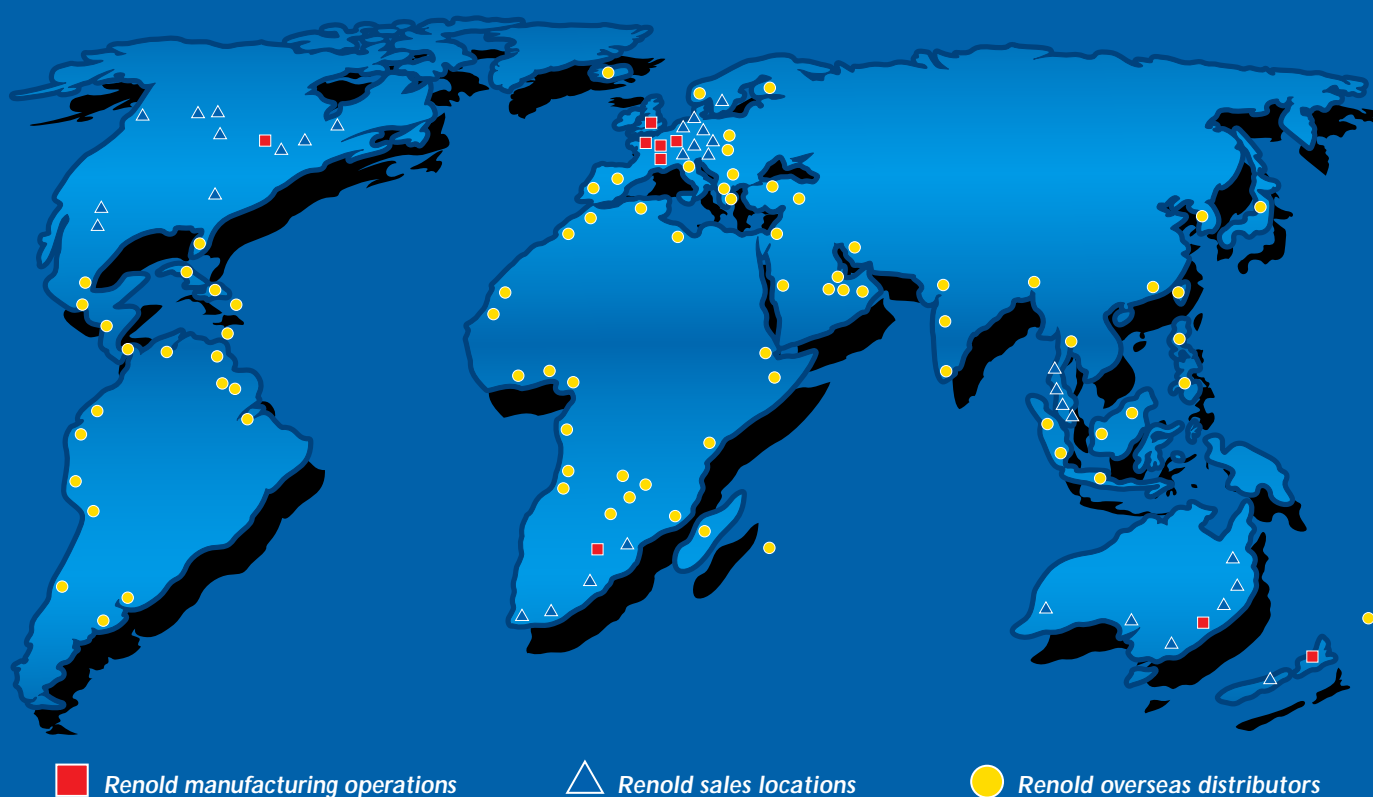 Renold manufacturing operations
Renold sales locations
Renold overseas distributors